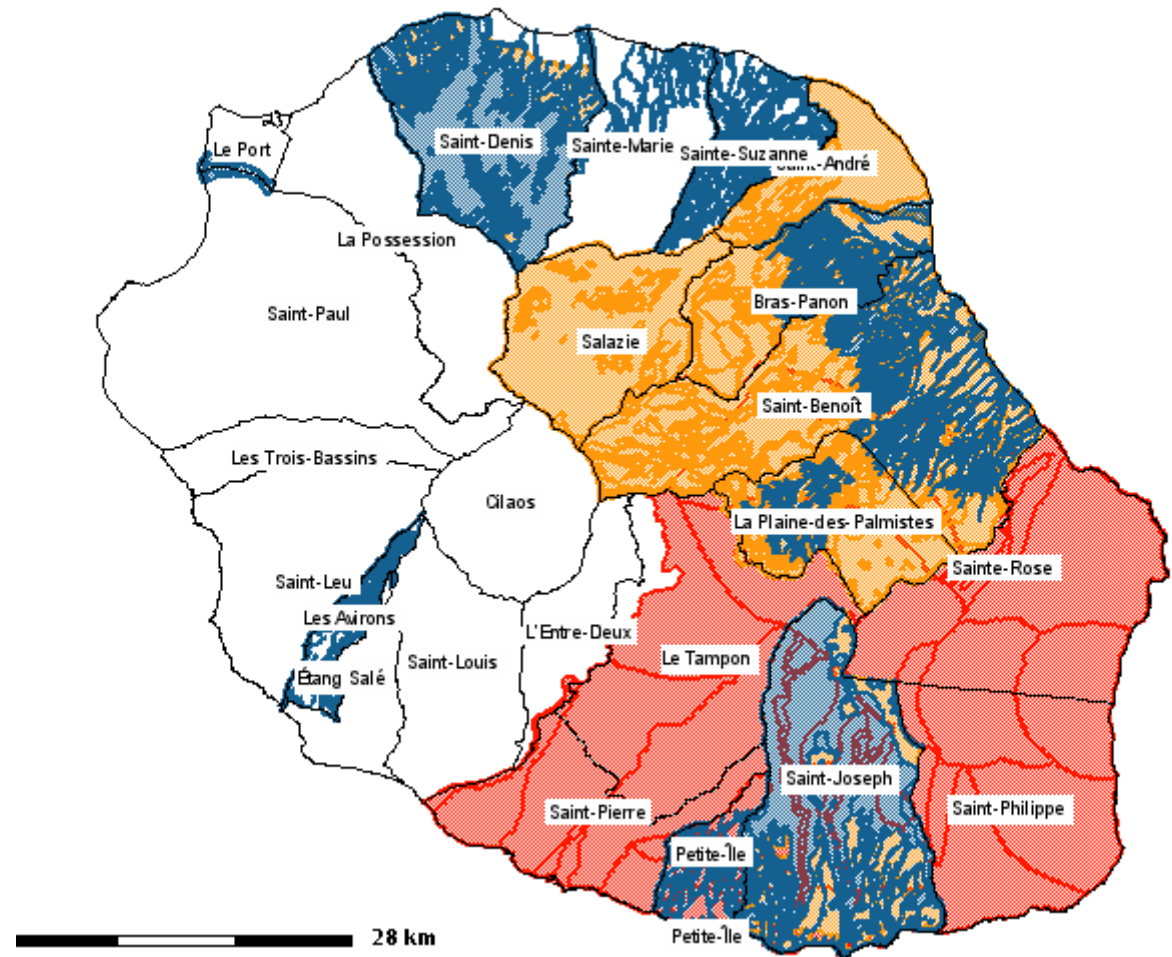 Le Port
Saint-Denis
Sainte-Marie
Sainte-Suzanne
Saint-André
La Possession
Saint-Paul
Bras-Panon
Salazie
Saint-Benoît
Les Trois-Bassins
Cilaos
La Plaine-des-Palmistes
Sainte-Rose
Saint-Leu
Les Avirons
L'Entre-Deux
Saint-Louis
Le Tampon
Étang Salé
Saint-Joseph
Saint-Pierre
Saint-Philippe
Petite-Île
Petite-Île
28 km